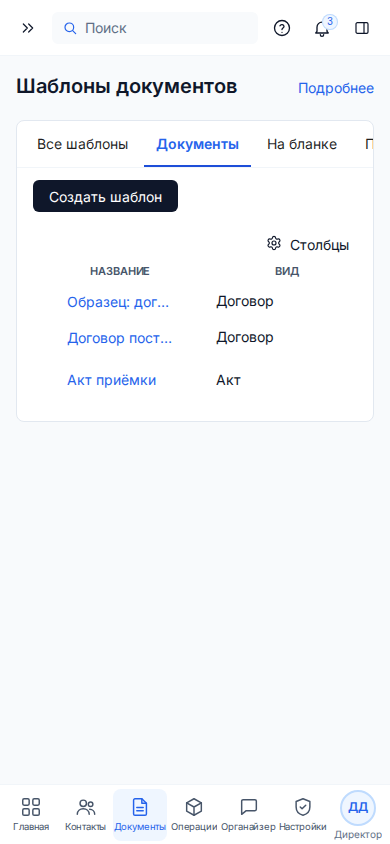 Поиск
3
Шаблоны документов
Подробнее
Все шаблоны
Документы
На бланке
Создать шаблон
Столбцы
НАЗВАНИЕ
ВИД
Образец: дог...
Договор
Договор пост...
Договор
Акт приёмки
Акт
Главная
Контакты
Документы
Операции
Органайзер
Настройки
ДД
Директор